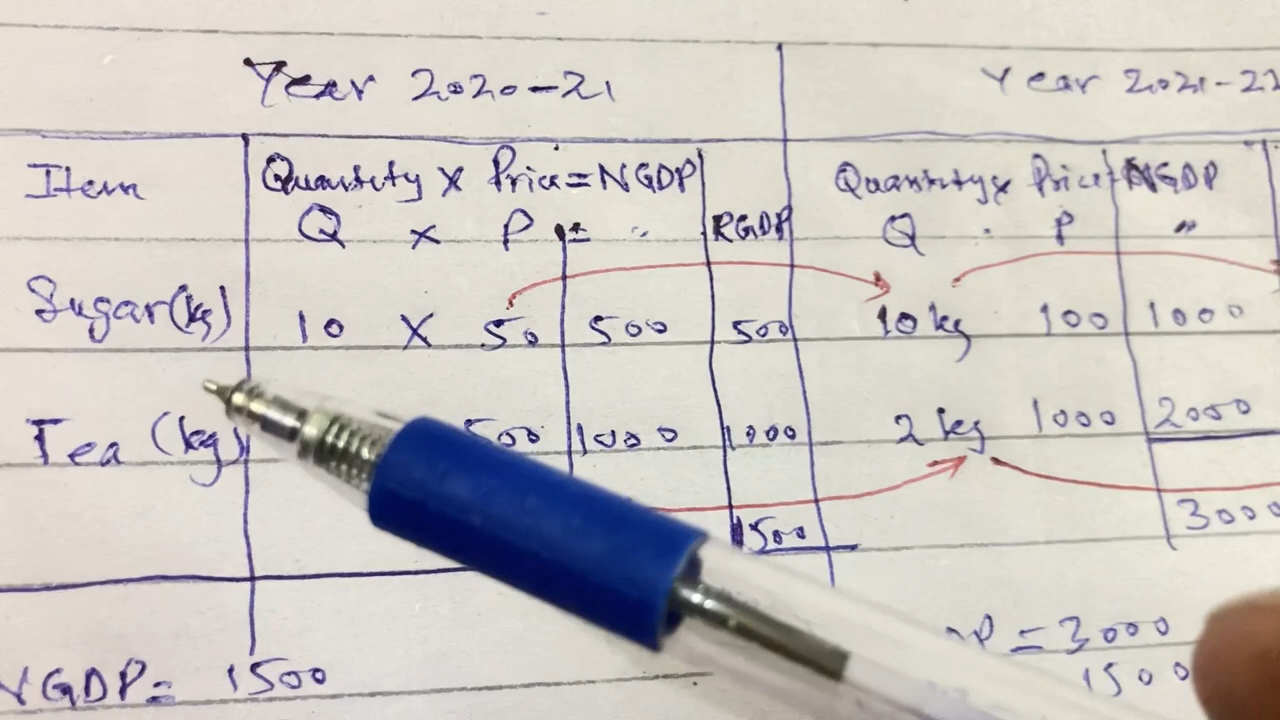 Year 2020-21 Year 2021-22
Item Quantity x Price = NGDP Quantity x Price = NGDP
Q x P = " RGDP Q . P "
Sugar (kg) 10 X 50 500 500 10 kg 100 1000
Tea (kg) 500 1000 1000 2 kg 1000 2000
1500 3000
= 3000
NGDP = 1500 1500